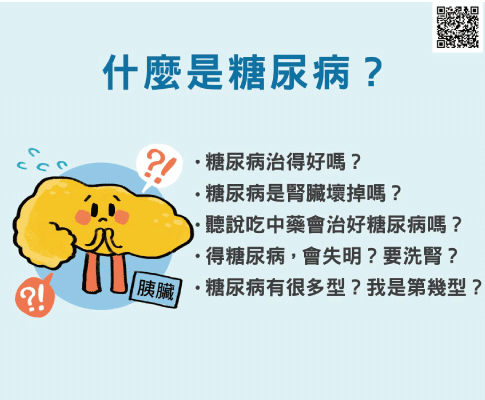 什麼是糖尿病？
?!
・糖尿病治得好嗎？
・糖尿病是腎臟壞掉嗎？
・聽說吃中藥會治好糖尿病嗎？
・得糖尿病，會失明？要洗腎？
・糖尿病有很多型？我是第幾型？
?!
胰臟